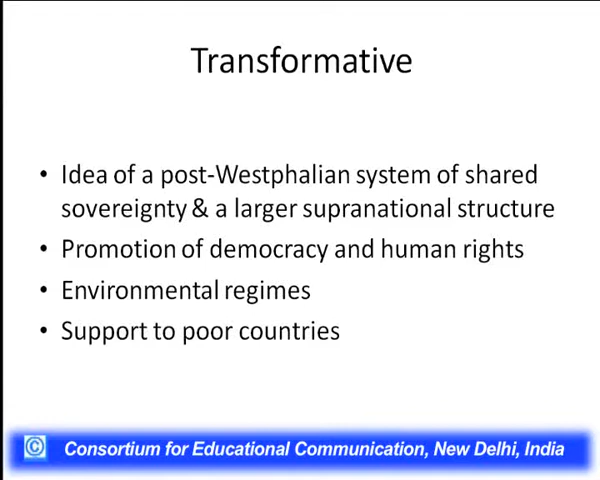 Transformative
• Idea of a post-Westphalian system of shared
sovereignty & a larger supranational structure
• Promotion of democracy and human rights
• Environmental regimes
• Support to poor countries
© Consortium for Educational Communication, New Delhi, India